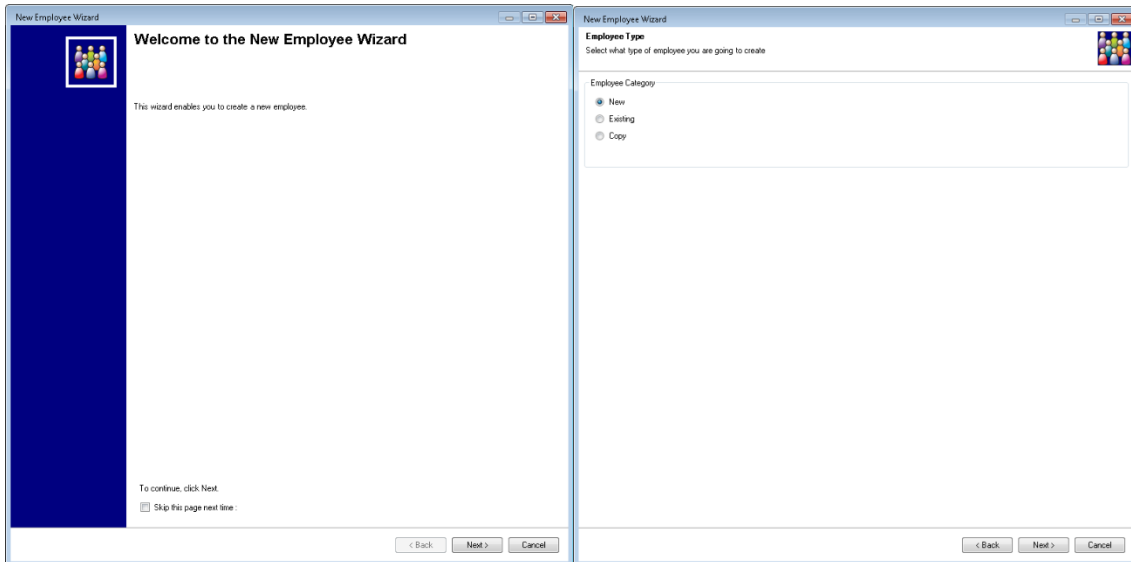 New Employee Wizard
Welcome to the New Employee Wizard
This wizard enables you to create a new employee.
To continue, click Next.
Skip this page next time :
< Back
Next >
Cancel
New Employee Wizard
Employee Type
Select what type of employee you are going to create
Employee Category
New
Existing
Copy
< Back
Next >
Cancel